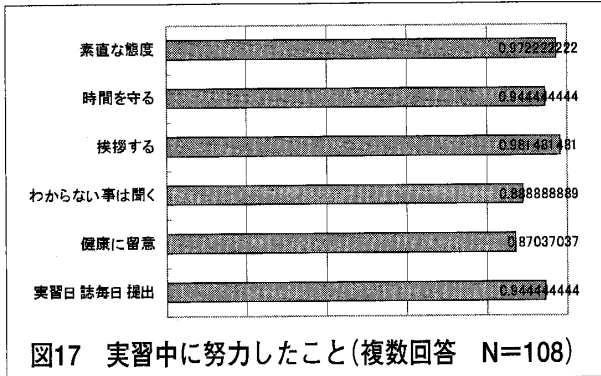 素直な態度 0.972222222
時間を守る 0.944444444
挨拶する 0.981481481
わからない事は聞く 0.888888889
健康に留意 0.87037037
実習日誌毎日提出 0.944444444
図17 実習中に努力したこと(複数回答 N=108)